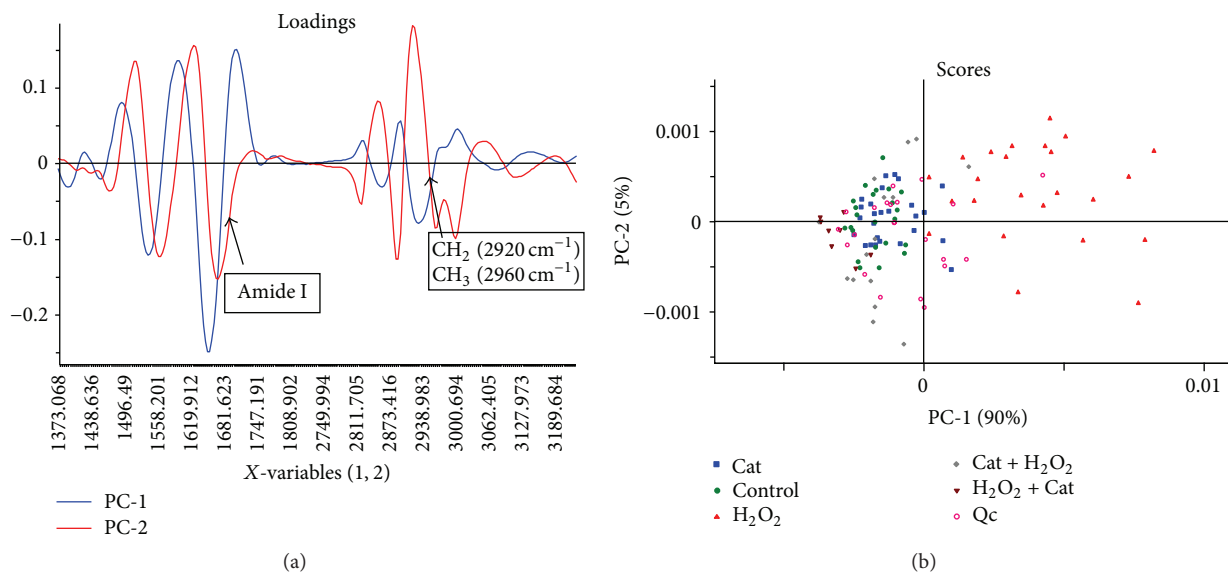 Loadings
0.1
0
−0.1
−0.2
Amide I
CH₂ (2920 cm⁻¹)
CH₃ (2960 cm⁻¹)
1373.068
1438.636
1496.49
1558.201
1619.912
1681.623
1747.191
1808.902
2749.994
2811.705
2873.416
2938.983
3000.694
3062.405
3127.973
3189.684
X-variables (1, 2)
PC-1
PC-2
(a)
Scores
PC-2 (5%)
0.001
0
−0.001
0
0.01
PC-1 (90%)
Cat
Control
H₂O₂
Cat + H₂O₂
H₂O₂ + Cat
Qc
(b)